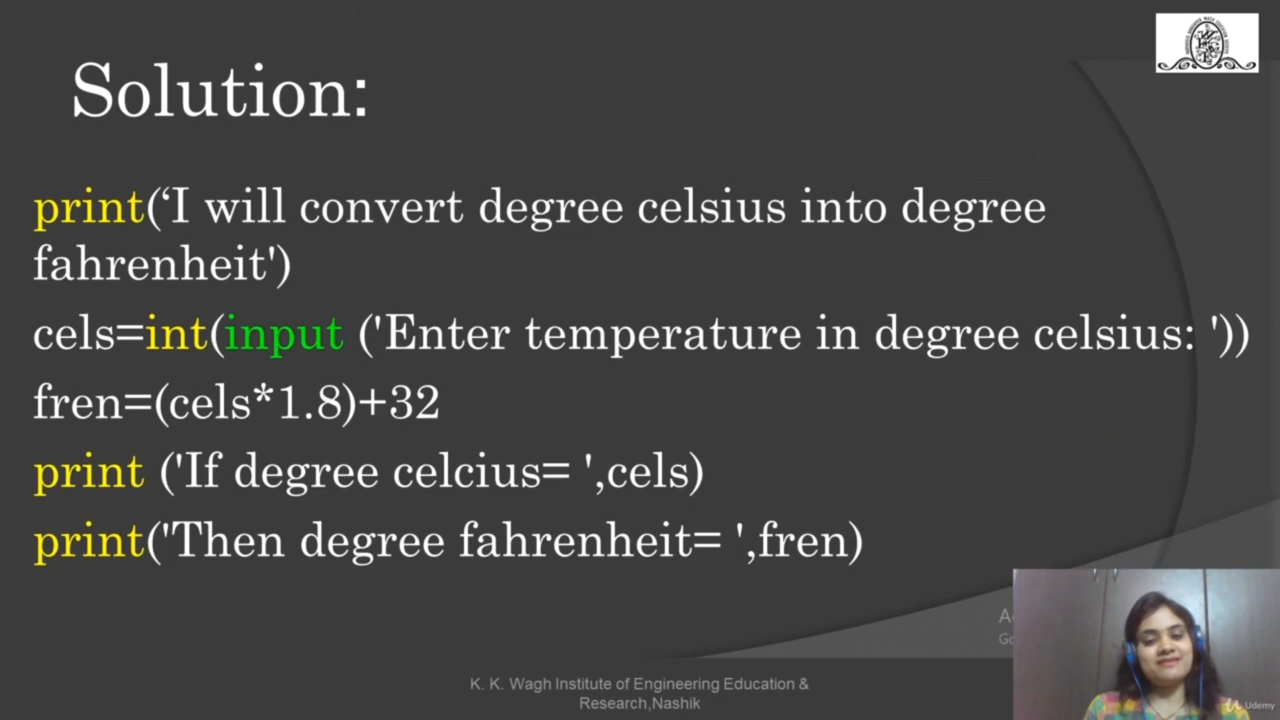 Solution:
print(‘I will convert degree celsius into degree
fahrenheit')
cels=int(input ('Enter temperature in degree celsius: '))
fren=(cels*1.8)+32
print ('If degree celcius= ',cels)
print('Then degree fahrenheit= ',fren)
K. K. Wagh Institute of Engineering Education &
Research,Nashik
Udemy